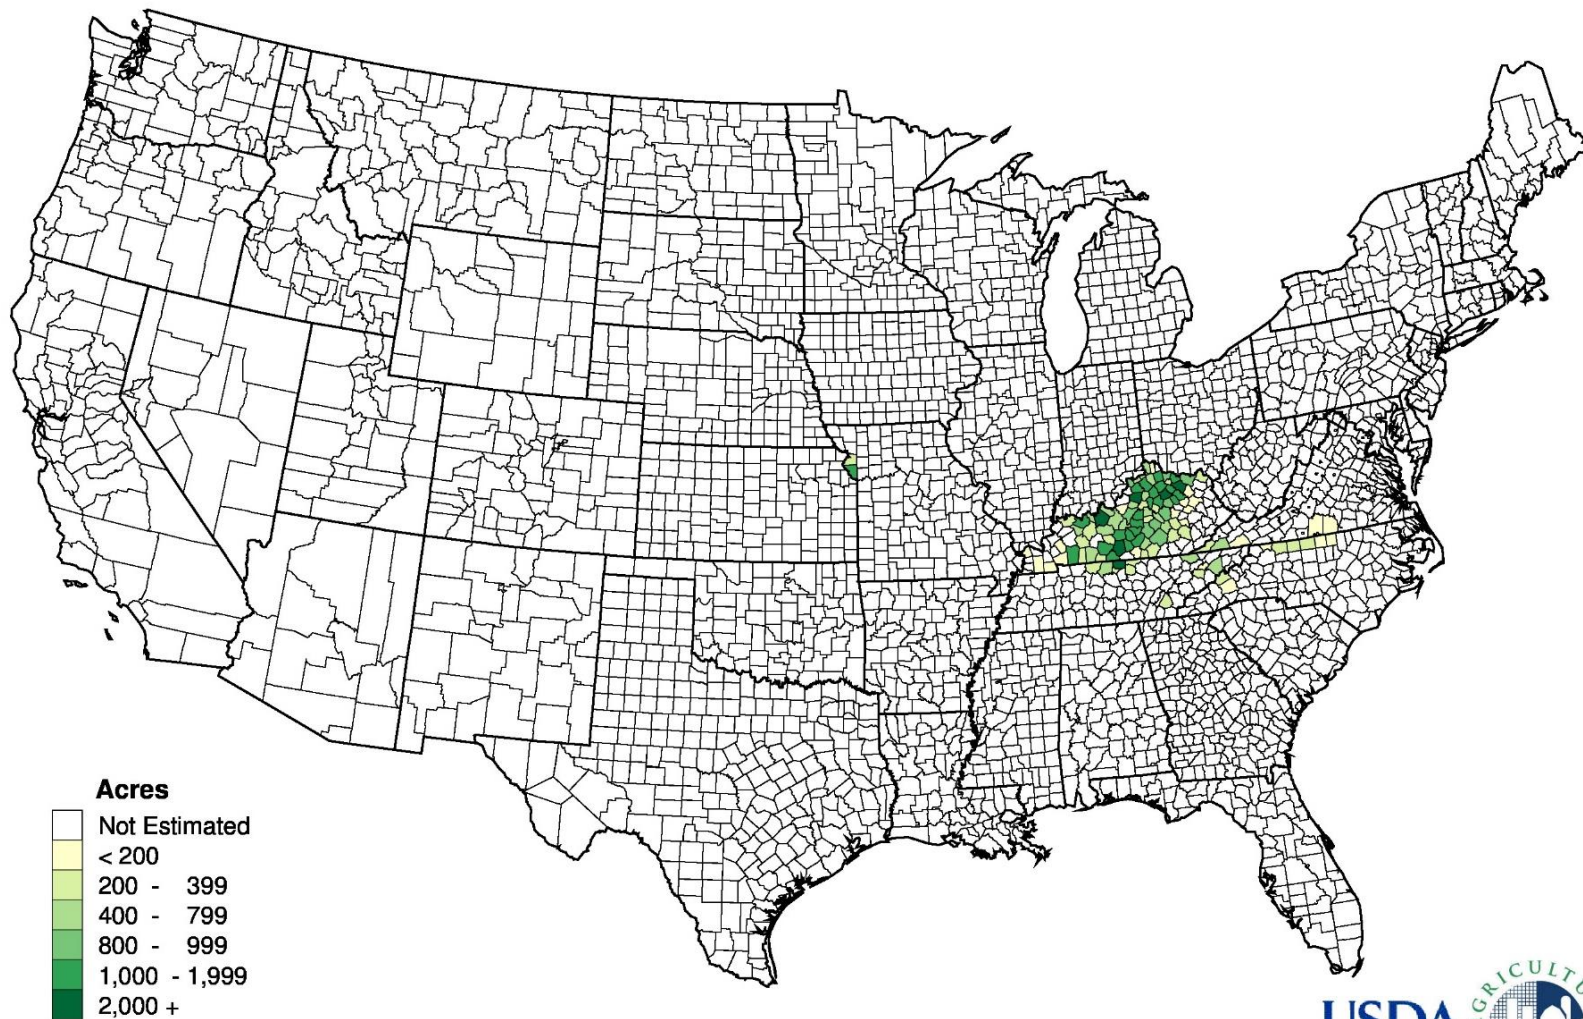 Acres
Not Estimated
< 200
200 - 399
400 - 799
800 - 999
1,000 - 1,999
2,000 +
USDA